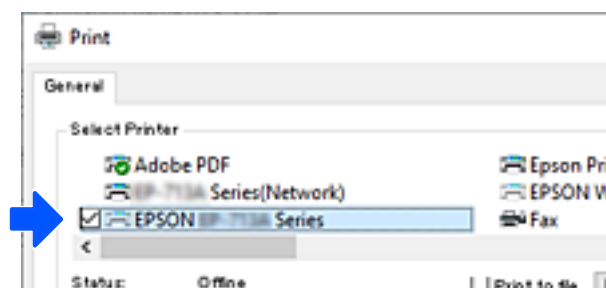 Print
General
Select Printer
Adobe PDF
Epson Pri
Series(Network)
EPSON W
EPSON Series
Fax
Status: Offline
Print to file